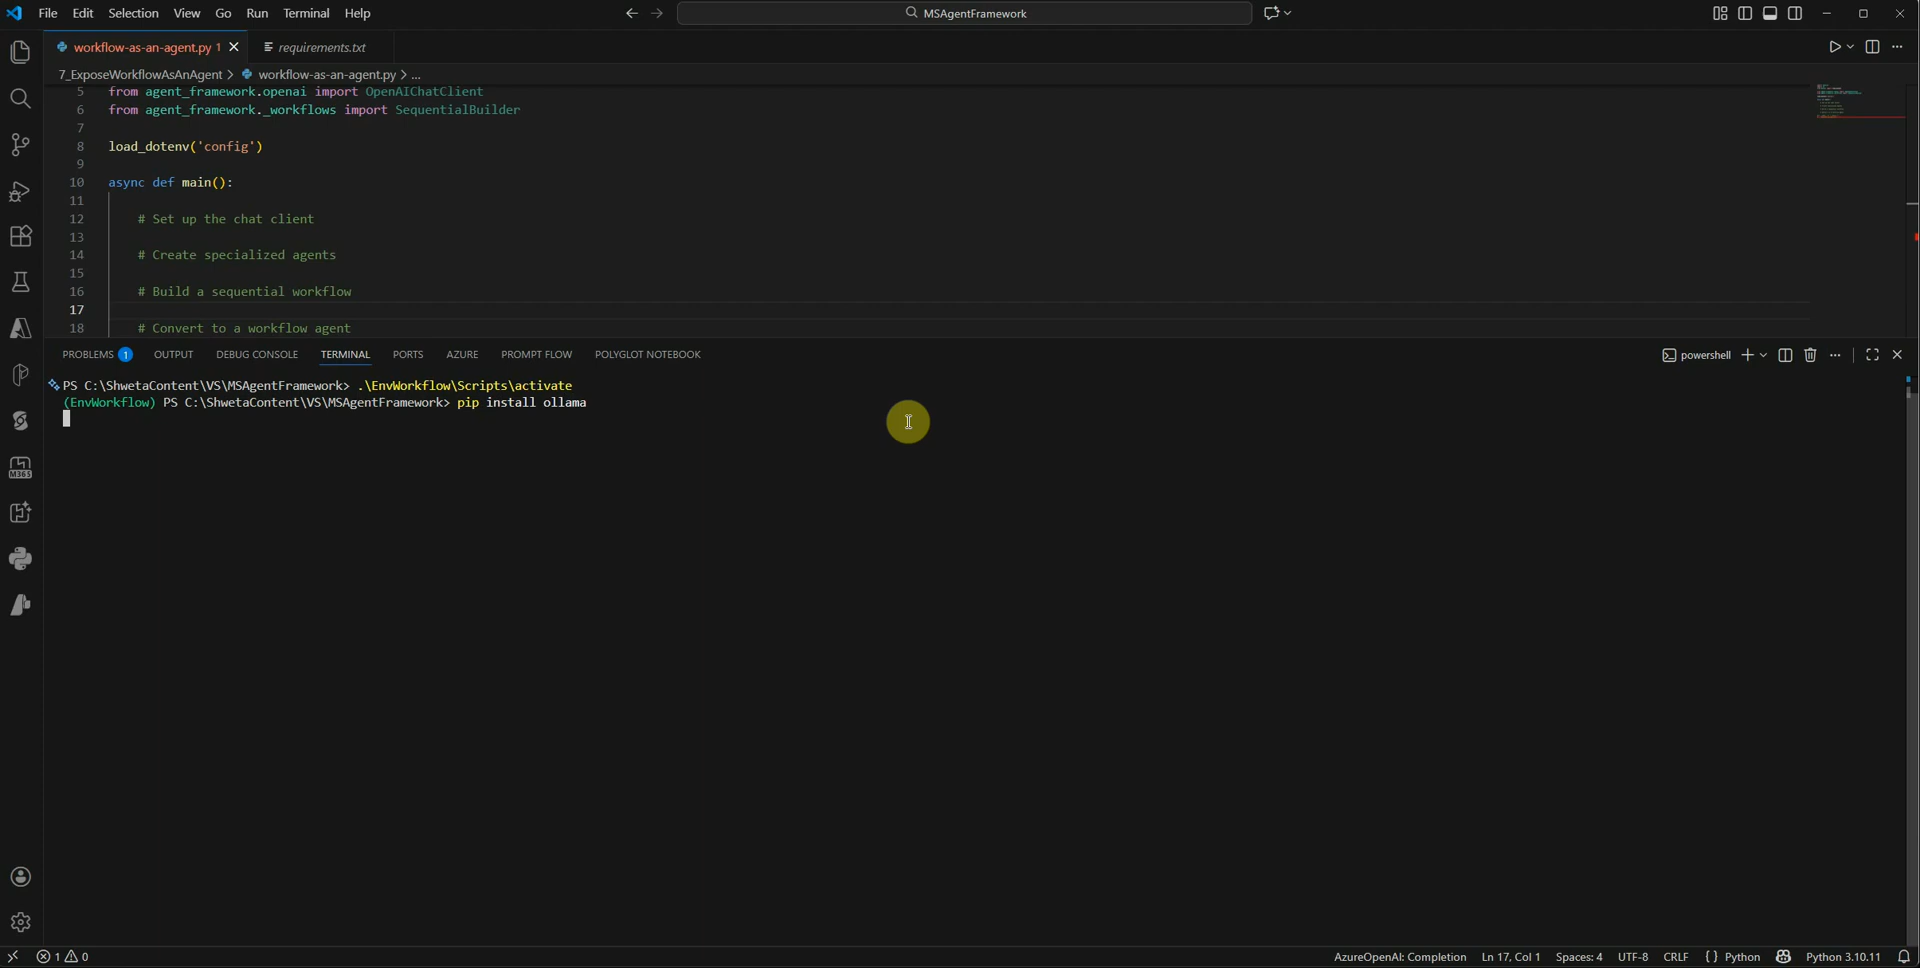 File Edit Selection View Go Run Terminal Help
MSAgentFramework
workflow-as-an-agent.py 1
requirements.txt
7_ExposeWorkflowAsAnAgent > workflow-as-an-agent.py > ...
5 from agent_framework.openai import OpenAIChatClient
6 from agent_framework._workflows import SequentialBuilder
7
8 load_dotenv('config')
9
10 async def main():
11
12 # Set up the chat client
13
14 # Create specialized agents
15
16 # Build a sequential workflow
17
18 # Convert to a workflow agent
PROBLEMS 1 OUTPUT DEBUG CONSOLE TERMINAL PORTS AZURE PROMPT FLOW POLYGLOT NOTEBOOK
powershell
PS C:\ShwetaContent\VS\MSAgentFramework> .\EnvWorkflow\Scripts\activate
(EnvWorkflow) PS C:\ShwetaContent\VS\MSAgentFramework> pip install ollama
M365
1 0
AzureOpenAI: Completion Ln 17, Col 1 Spaces: 4 UTF-8 CRLF { } Python Python 3.10.11